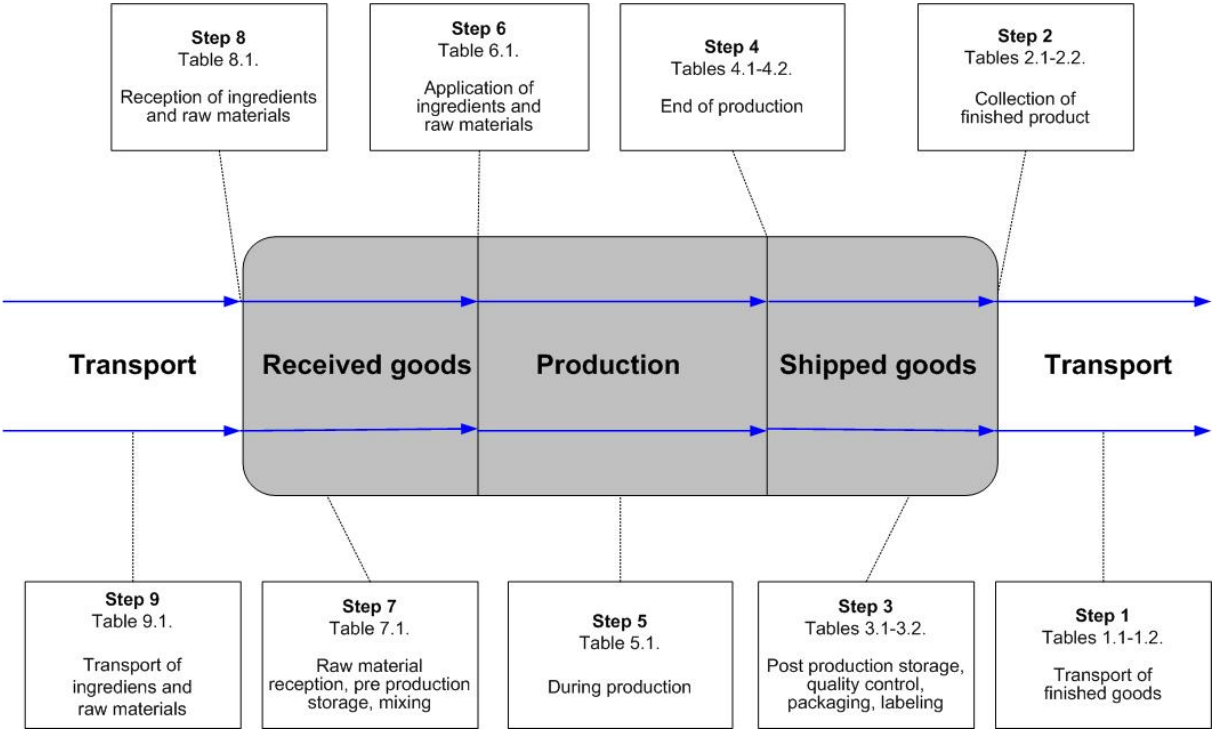 Step 8
Table 8.1.
Reception of ingredients
and raw materials
Step 6
Table 6.1.
Application of
ingredients and
raw materials
Step 4
Tables 4.1-4.2.
End of production
Step 2
Tables 2.1-2.2.
Collection of
finished product
Transport
Received goods
Production
Shipped goods
Transport
Step 9
Table 9.1.
Transport of
ingrediens and
raw materials
Step 7
Table 7.1.
Raw material
reception, pre production
storage, mixing
Step 5
Table 5.1.
During production
Step 3
Tables 3.1-3.2.
Post production storage,
quality control,
packaging, labeling
Step 1
Tables 1.1-1.2.
Transport of
finished goods